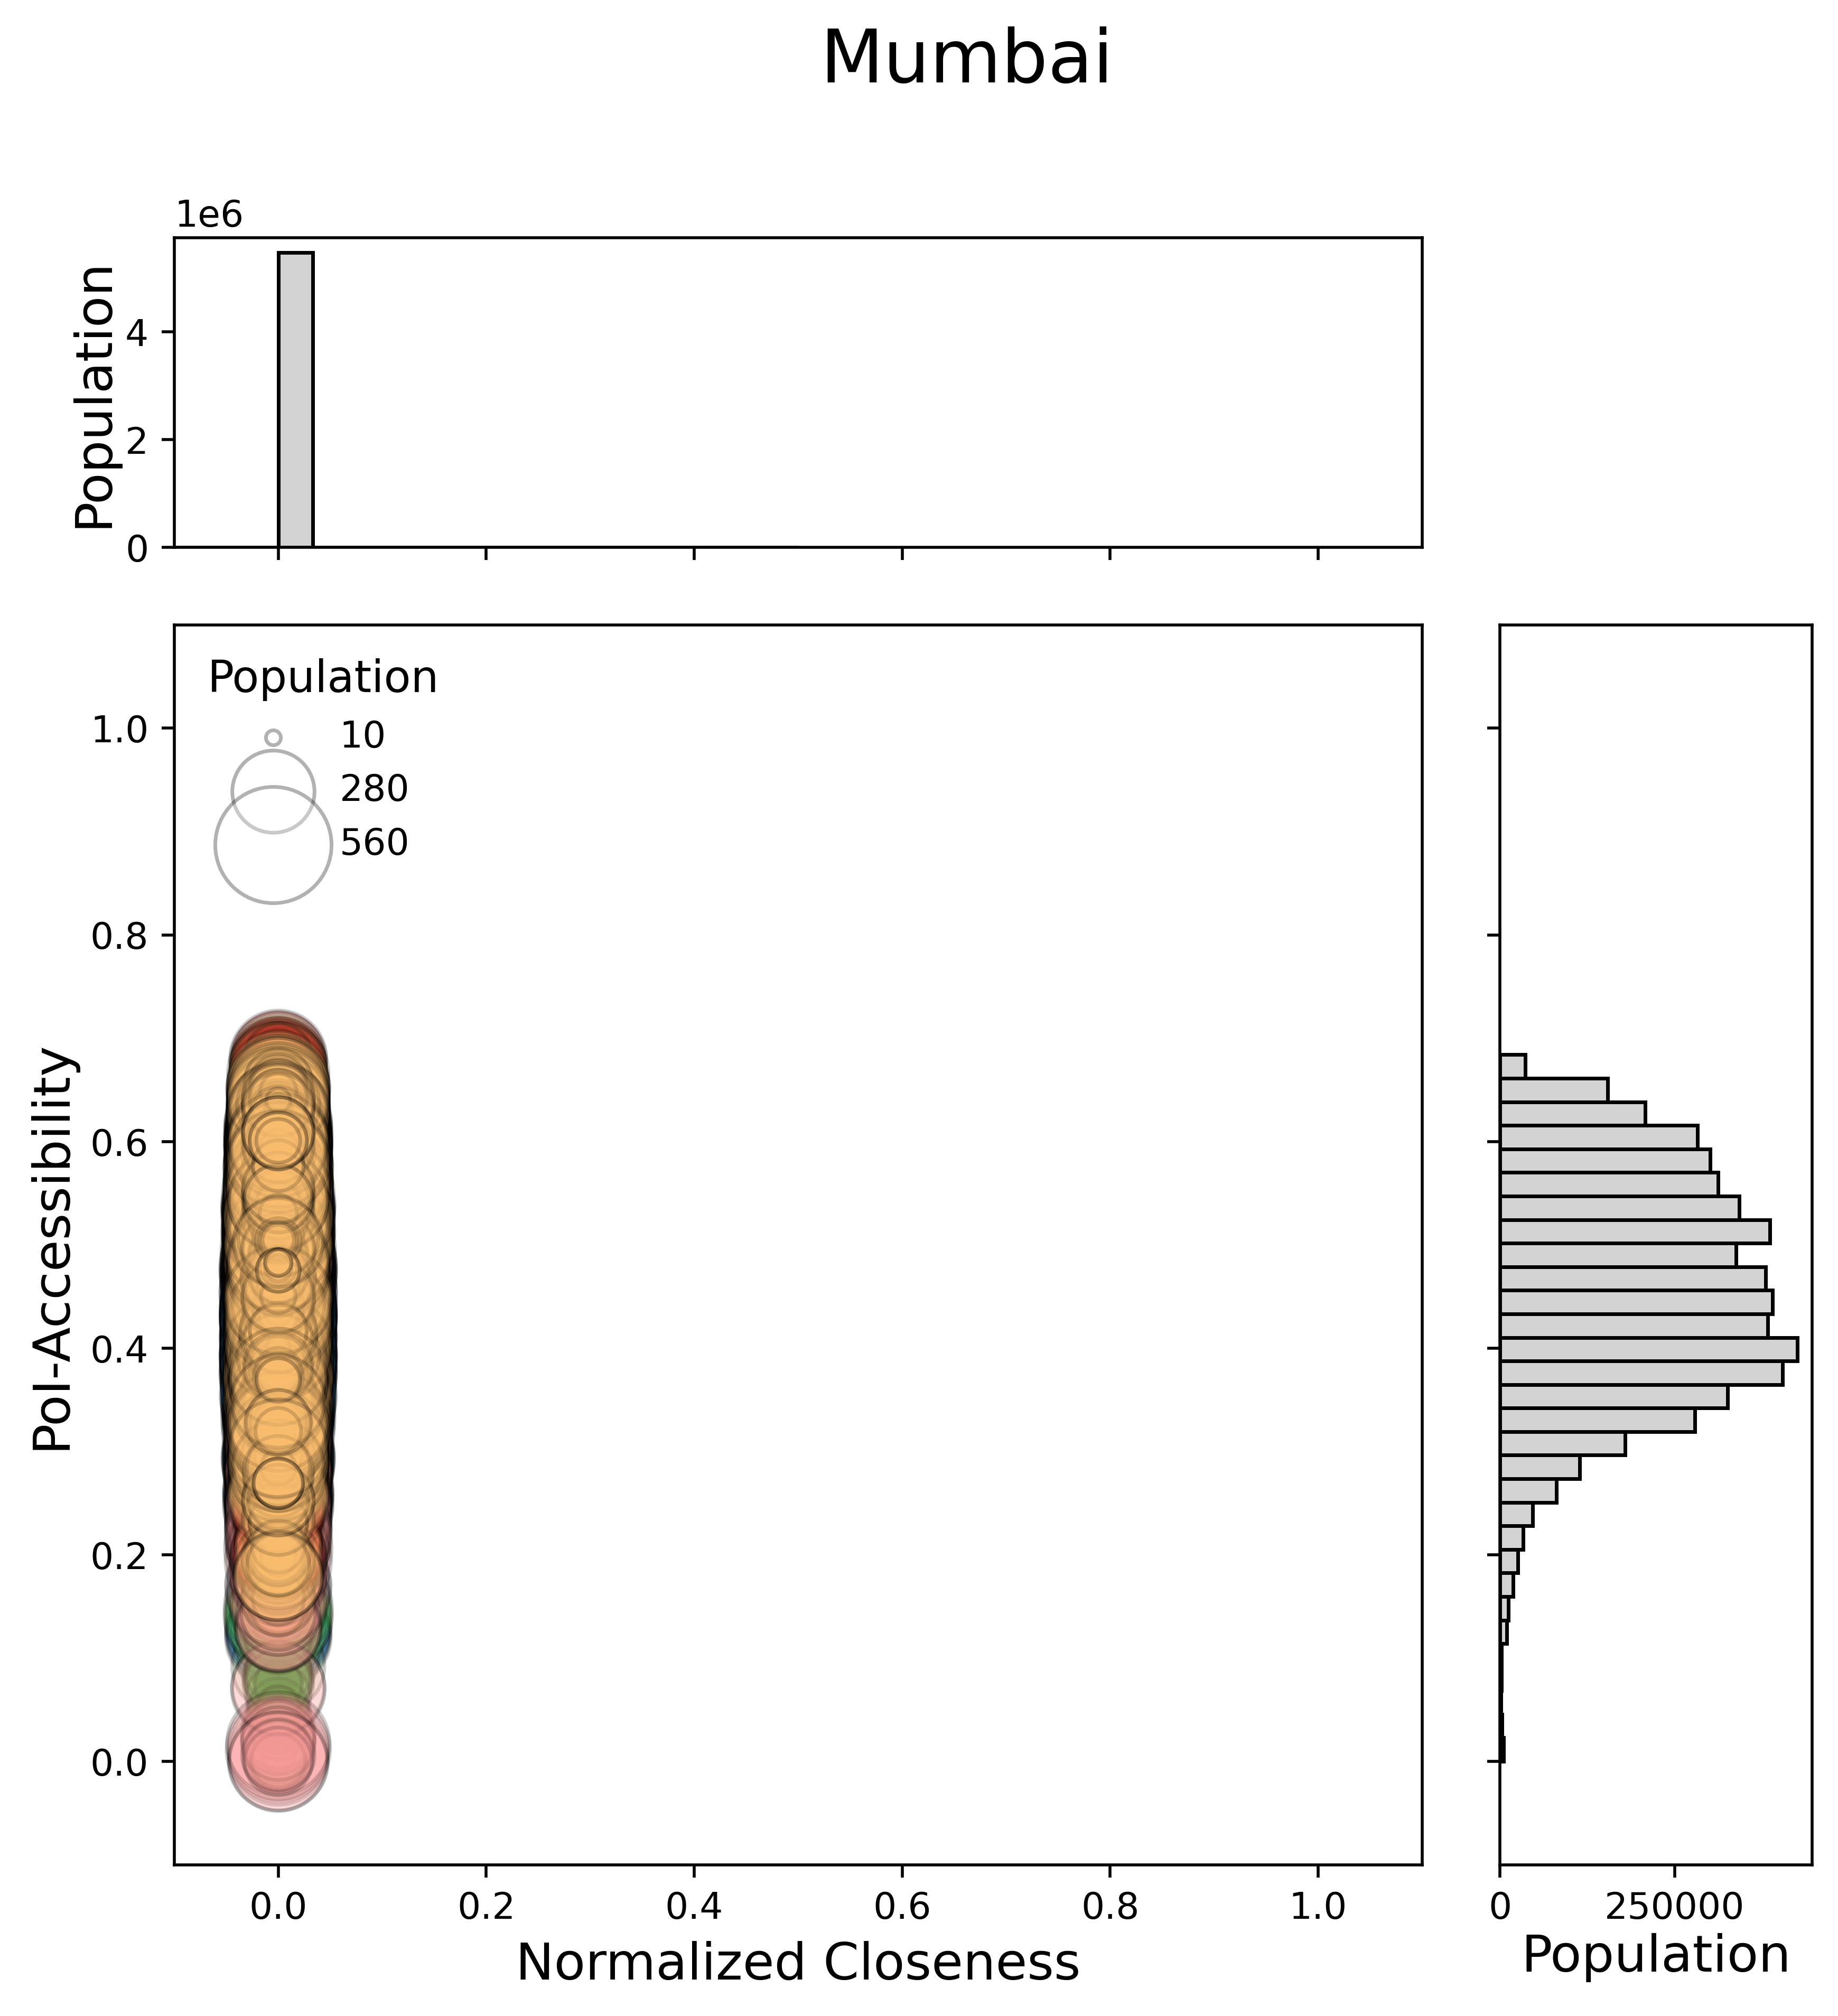 Mumbai
1e6
Population
4
2
0
Population
10
280
560
Pol-Accessibility
1.0
0.8
0.6
0.4
0.2
0.0
0.0 0.2 0.4 0.6 0.8 1.0
Normalized Closeness
0 250000
Population